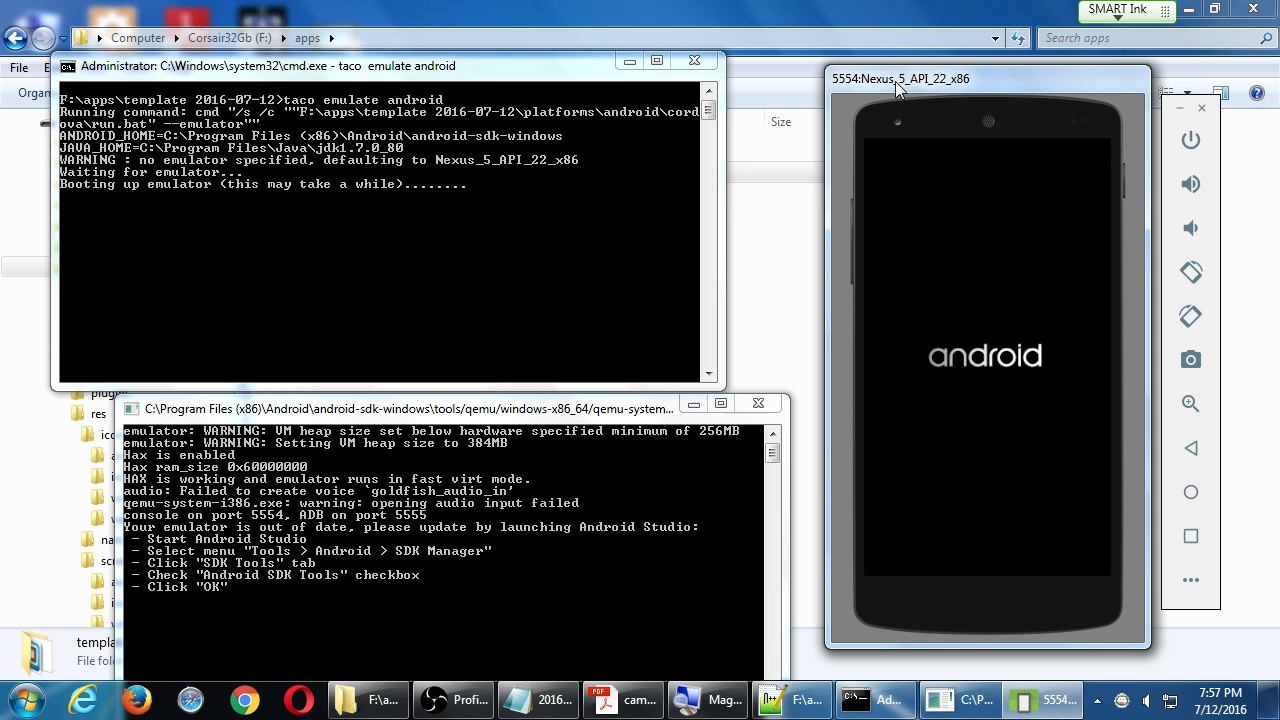 SMART Ink
Computer
Corsair32Gb (F:)
apps
Search apps
File
Organ
Size
Administrator: C:\Windows\system32\cmd.exe - taco  emulate android
F:\apps\template 2016-07-12>taco emulate android
Running command: cmd "/s /c ""F:\apps\template 2016-07-12\platforms\android\cord
ova\run.bat" --emulator""
ANDROID_HOME=C:\Program Files (x86)\Android\android-sdk-windows
JAVA_HOME=C:\Program Files\Java\jdk1.7.0_80
WARNING : no emulator specified, defaulting to Nexus_5_API_22_x86
Waiting for emulator...
Booting up emulator (this may take a while)........
5554:Nexus_5_API_22_x86
android
res
C:\Program Files (x86)\Android\android-sdk-windows\tools/qemu/windows-x86_64/qemu-system...
emulator: WARNING: VM heap size set below hardware specified minimum of 256MB
emulator: WARNING: Setting VM heap size to 384MB
Hax is enabled
Hax ram_size 0x60000000
HAX is working and emulator runs in fast virt mode.
audio: Failed to create voice `goldfish_audio_in'
qemu-system-i386.exe: warning: opening audio input failed
console on port 5554, ADB on port 5555
Your emulator is out of date, please update by launching Android Studio:
- Start Android Studio
- Select menu "Tools > Android > SDK Manager"
- Click "SDK Tools" tab
- Check "Android SDK Tools" checkbox
- Click "OK"
templa
File fol
F:\a...
Profi...
2016...
PDF
cam...
Mag...
F:\a...
Ad...
C:\P...
5554...
7:57 PM
7/12/2016